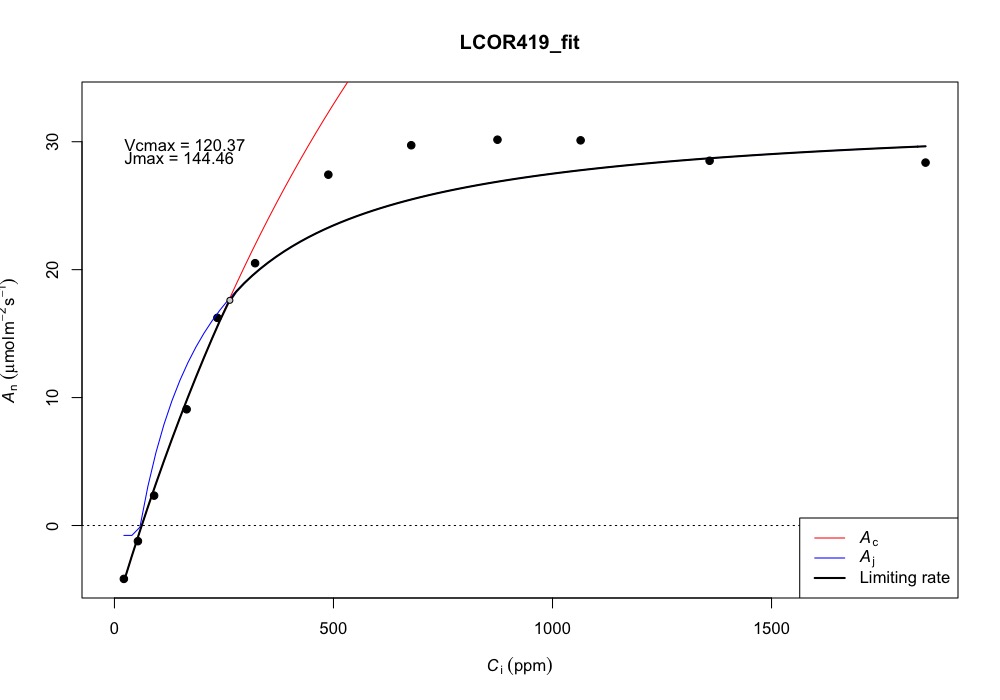 LCOR419_fit
Vcmax = 120.37
Jmax = 144.46
30
20
10
0
Aₙ (μmolm⁻²s⁻¹)
0 500 1000 1500
Cᵢ (ppm)
A꜀
Aⱼ
Limiting rate